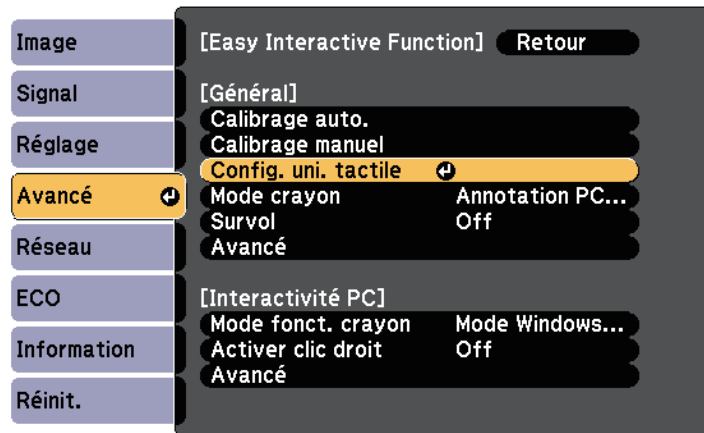 Image
Signal
Réglage
Avancé
Réseau
ECO
Information
Réinit.
[Easy Interactive Function] Retour
[Général]
Calibrage auto.
Calibrage manuel
Config. uni. tactile
Mode crayon Annotation PC...
Survol Off
Avancé
[Interactivité PC]
Mode fonct. crayon Mode Windows...
Activer clic droit Off
Avancé